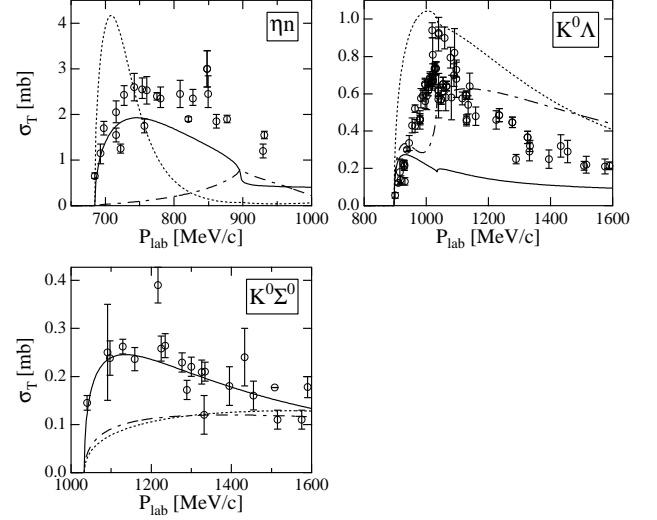 ηn
σT [mb]
5
4
3
2
1
0
700 800 900 1000
Plab [MeV/c]
K0Λ
1.0
0.8
0.6
0.4
0.2
0.0
800 1000 1200 1400 1600
Plab [MeV/c]
K0Σ0
σT [mb]
0.4
0.3
0.2
0.1
0.0
1000 1200 1400 1600
Plab [MeV/c]